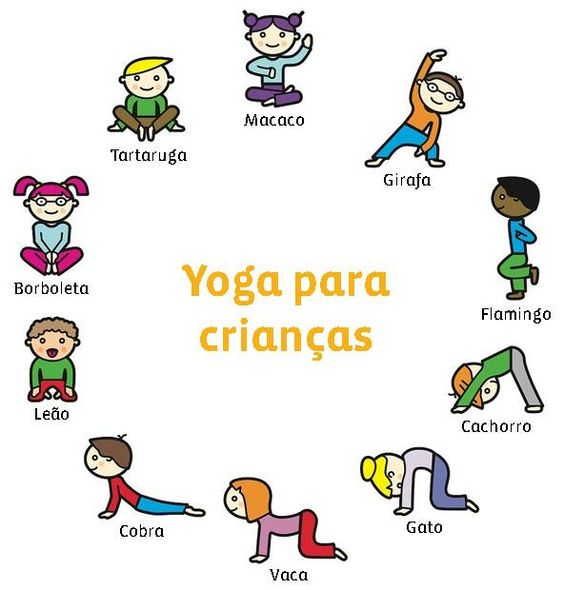 Macaco
Tartaruga
Girafa
Borboleta
Yoga para
crianças
Flamingo
Leão
Cachorro
Cobra
Gato
Vaca